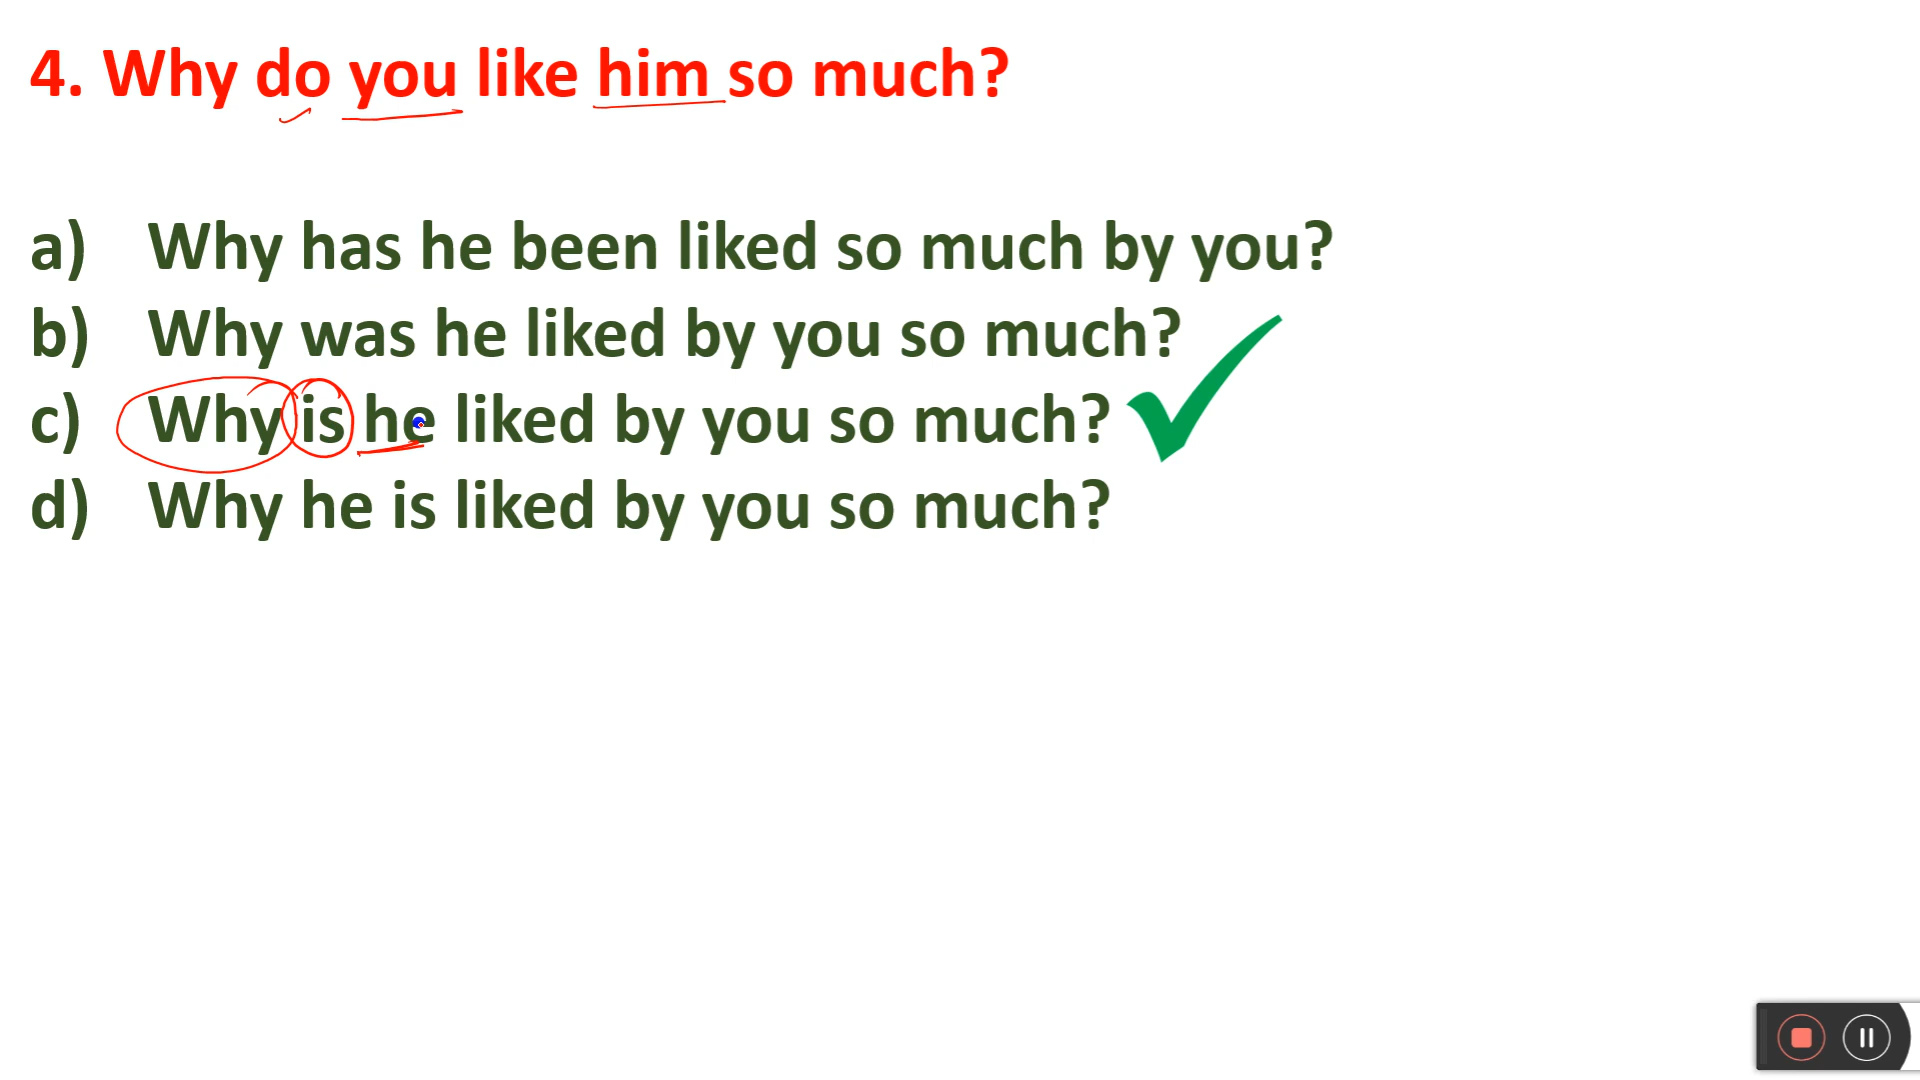 4. Why do you like him so much?
a) Why has he been liked so much by you?
b) Why was he liked by you so much?
c) Why is he liked by you so much?
d) Why he is liked by you so much?